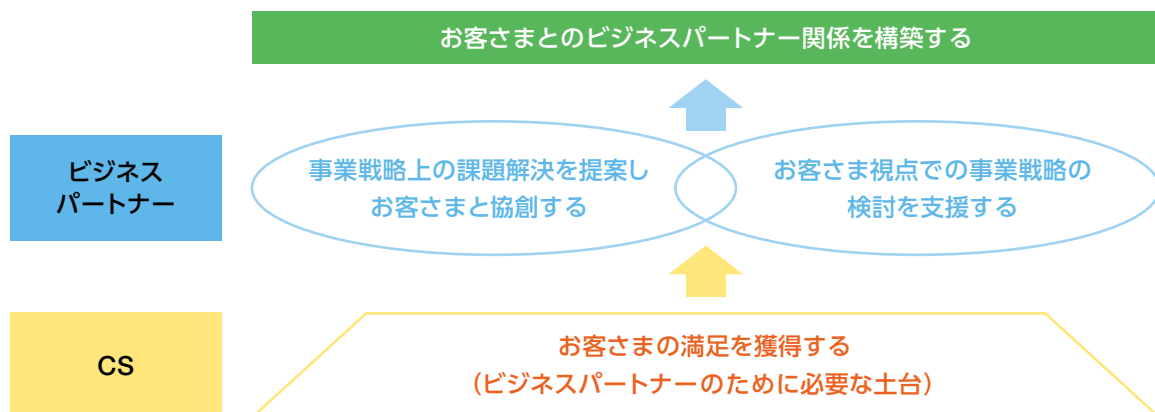 お客さまとのビジネスパートナー関係を構築する
ビジネス
パートナー
事業戦略上の課題解決を提案し
お客さまと協創する
お客さま視点での事業戦略の
検討を支援する
CS
お客さまの満足を獲得する
（ビジネスパートナーのために必要な土台）